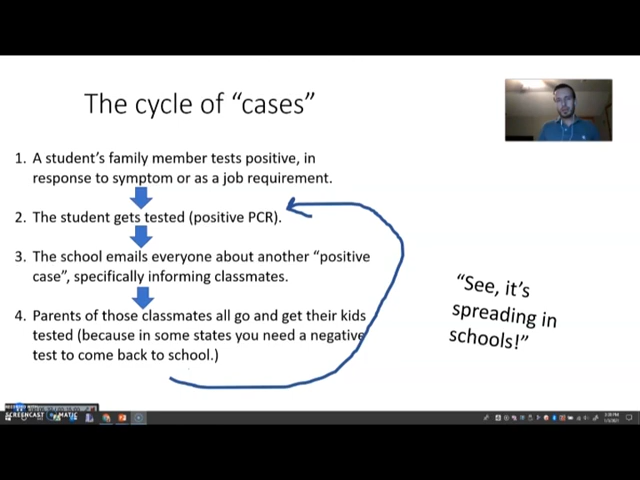 The cycle of “cases”
1. A student’s family member tests positive, in
response to symptom or as a job requirement.
2. The student gets tested (positive PCR).
3. The school emails everyone about another “positive
case”, specifically informing classmates.
4. Parents of those classmates all go and get their kids
tested (because in some states you need a negative
test to come back to school.)
“See, it’s
spreading in
schools!”
SCREENCAST MATIC